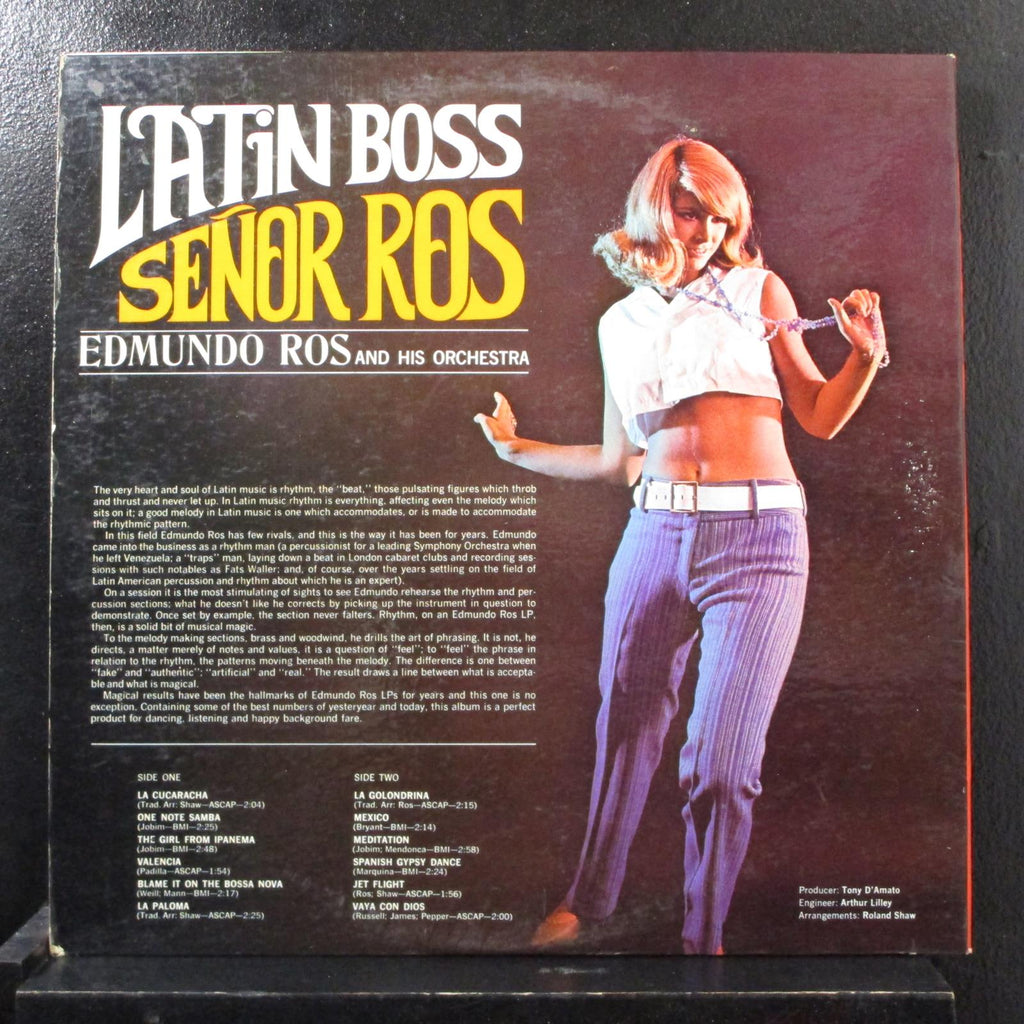 LATiN BOSS
SEÑOR ROS
EDMUNDO ROS AND HIS ORCHESTRA
The very heart and soul of Latin music is rhythm, the "beat," those pulsating figures which throb
and thrust and never let up. In Latin music rhythm is everything, affecting even the melody which
sits on it; a good melody in Latin music is one which accommodates, or is made to accommodate
the rhythmic pattern.
In this field Edmundo Ros has few rivals, and this is the way it has been for years. Edmundo
came into the business as a rhythm man (a percussionist for a leading Symphony Orchestra when
he left Venezuela; a "traps" man, laying down a beat in London cabaret clubs and recording ses-
sions with such notables as Fats Waller; and, of course, over the years settling on the field of
Latin American percussion and rhythm about which he is an expert).
On a session it is the most stimulating of sights to see Edmundo rehearse the rhythm and per-
cussion sections; what he doesn't like he corrects by picking up the instrument in question to
demonstrate. Once set by example, the section never falters. Rhythm, on an Edmundo Ros LP,
then, is a solid bit of musical magic.
To the melody making sections, brass and woodwind, he drills the art of phrasing. It is not, he
directs, a matter merely of notes and values, it is a question of "feel"; to "feel" the phrase in
relation to the rhythm, the patterns moving beneath the melody. The difference is one between
"fake" and "authentic"; "artificial" and "real." The result draws a line between what is accepta-
ble and what is magical.
Magical results have been the hallmarks of Edmundo Ros LPs for years and this one is no
exception. Containing some of the best numbers of yesteryear and today, this album is a perfect
product for dancing, listening and happy background fare.
SIDE ONE
LA CUCARACHA
(Trad. Arr: Shaw—ASCAP—2:04)
ONE NOTE SAMBA
(Jobim—BMI—2:25)
THE GIRL FROM IPANEMA
(Jobim—BMI—2:48)
VALENCIA
(Padilla—ASCAP—1:54)
BLAME IT ON THE BOSSA NOVA
(Weill; Mann—BMI—2:17)
LA PALOMA
(Trad. Arr: Shaw—ASCAP—2:25)
SIDE TWO
LA GOLONDRINA
(Trad. Arr: Ros—ASCAP—2:15)
MEXICO
(Bryant—BMI—2:14)
MEDITATION
(Jobim; Mendonca—BMI—2:58)
SPANISH GYPSY DANCE
(Marquina—BMI—2:24)
JET FLIGHT
(Ros; Shaw—ASCAP—1:56)
VAYA CON DIOS
(Russell; James; Pepper—ASCAP—2:00)
Producer: Tony D'Amato
Engineer: Arthur Lilley
Arrangements: Roland Shaw